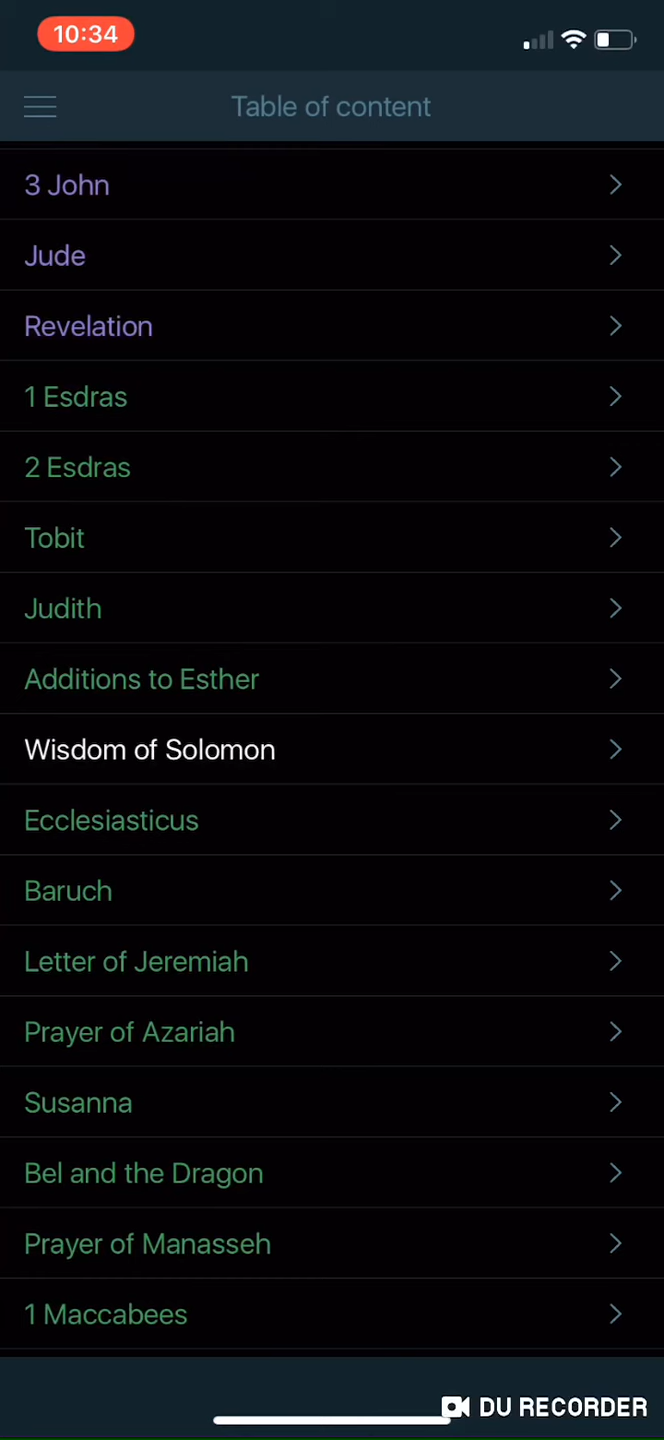 10:34
Table of content
3 John
Jude
Revelation
1 Esdras
2 Esdras
Tobit
Judith
Additions to Esther
Wisdom of Solomon
Ecclesiasticus
Baruch
Letter of Jeremiah
Prayer of Azariah
Susanna
Bel and the Dragon
Prayer of Manasseh
1 Maccabees
DU RECORDER